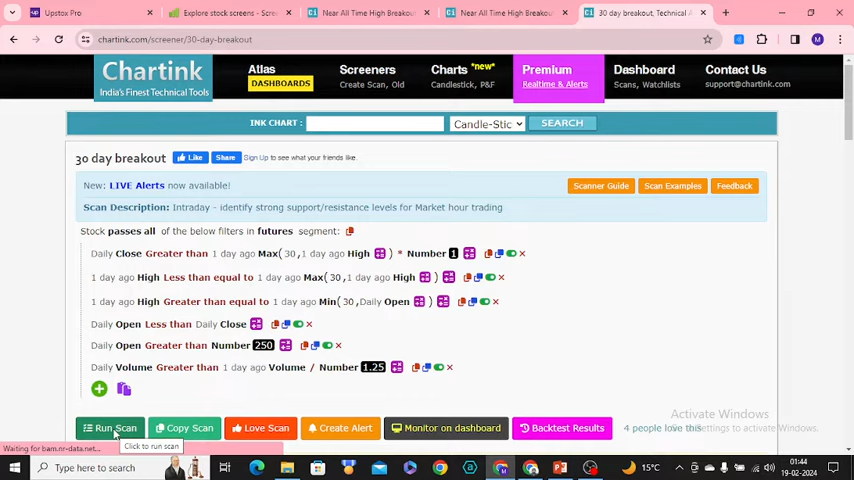 Upstox Pro
Explore stock screens - Scree
Near All Time High Breakout
Near All Time High Breakout
30 day breakout, Technical A
chartink.com/screener/30-day-breakout
M
Chartink
India's Finest Technical Tools
Atlas
DASHBOARDS
Screeners
Create Scan, Old
Charts "new"
Candlestick, P&F
Premium
Realtime & Alerts
Dashboard
Scans, Watchlists
Contact Us
support@chartink.com
INK CHART :
Candle-Stic
SEARCH
30 day breakout
Like
Share
Sign Up to see what your friends like.
New: LIVE Alerts now available!
Scanner Guide
Scan Examples
Feedback
Scan Description: Intraday - identify strong support/resistance levels for Market hour trading
Stock passes all of the below filters in futures segment:
Daily Close Greater than 1 day ago Max( 30 , 1 day ago High ) * Number 1
1 day ago High Less than equal to 1 day ago Max( 30 , 1 day ago High )
1 day ago High Greater than equal to 1 day ago Min( 30 , Daily Open )
Daily Open Less than Daily Close
Daily Open Greater than Number 250
Daily Volume Greater than 1 day ago Volume / Number 1.25
Activate Windows
Run Scan
Copy Scan
Love Scan
Create Alert
Monitor on dashboard
Backtest Results
4 people love this
Settings to activate Windows.
Click to run scan
Waiting for bam.nr-data.net...
Type here to search
15°C
01:44
19-02-2024